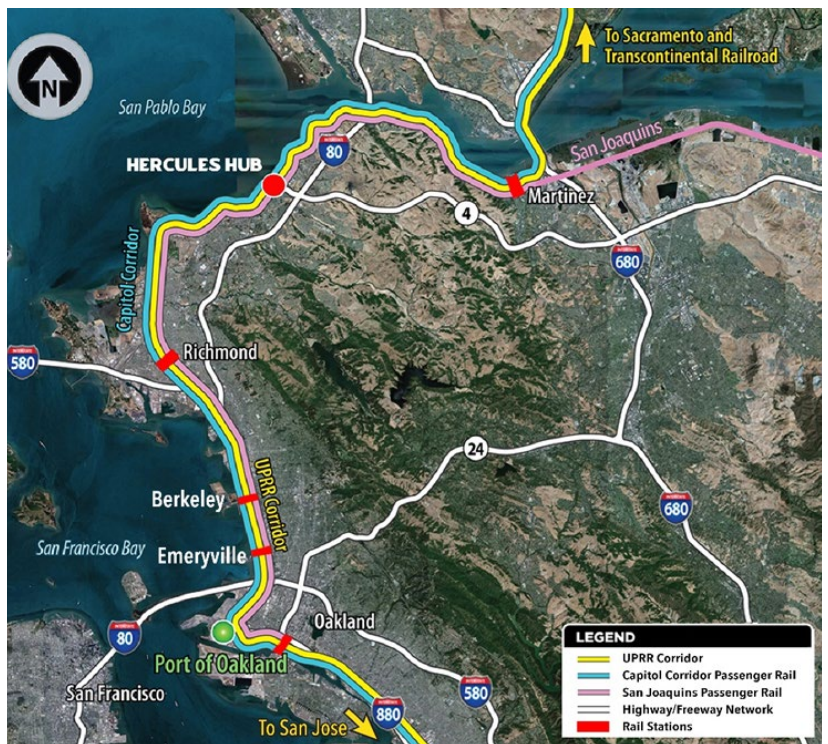 N
To Sacramento and
Transcontinental Railroad
San Pablo Bay
80
San Joaquins
HERCULES HUB
Martinez
4
680
Capitol Corridor
Richmond
580
24
UPRR Corridor
Berkeley
680
San Francisco Bay
Emeryville
80
Oakland
Port of Oakland
San Francisco
580
880
To San Jose
LEGEND
UPRR Corridor
Capitol Corridor Passenger Rail
San Joaquins Passenger Rail
Highway/Freeway Network
Rail Stations